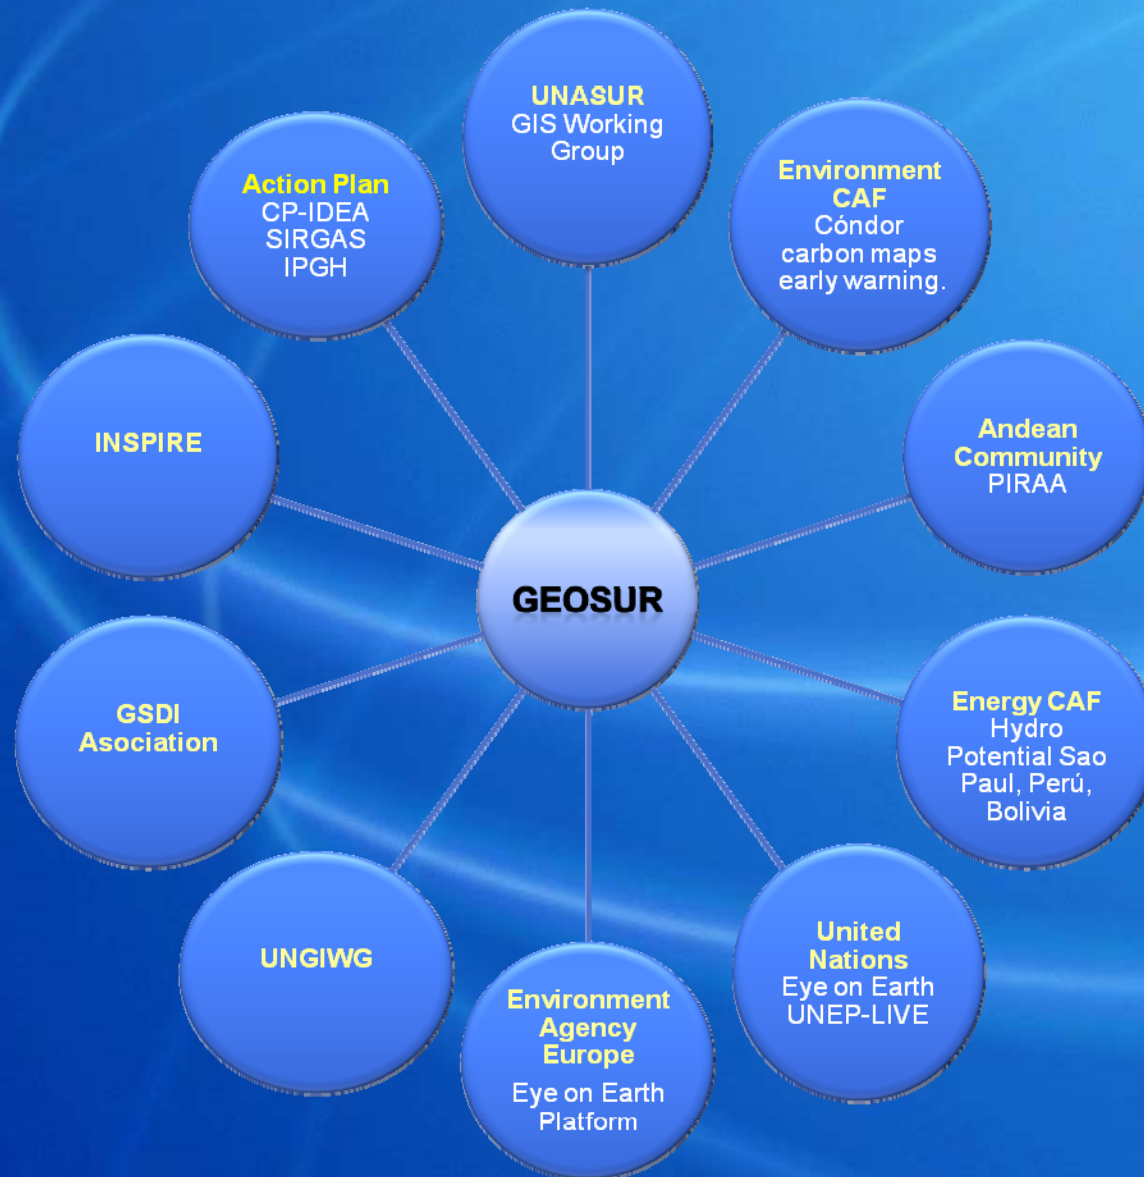 UNASUR
GIS Working
Group
Environment
CAF
Cóndor
carbon maps
early warning.
Andean
Community
PIRAA
Energy CAF
Hydro
Potential Sao
Paul, Perú,
Bolivia
United
Nations
Eye on Earth
UNEP-LIVE
Environment
Agency
Europe
Eye on Earth
Platform
UNGIWG
GSDI
Asociation
INSPIRE
Action Plan
CP-IDEA
SIRGAS
IPGH
GEOSUR